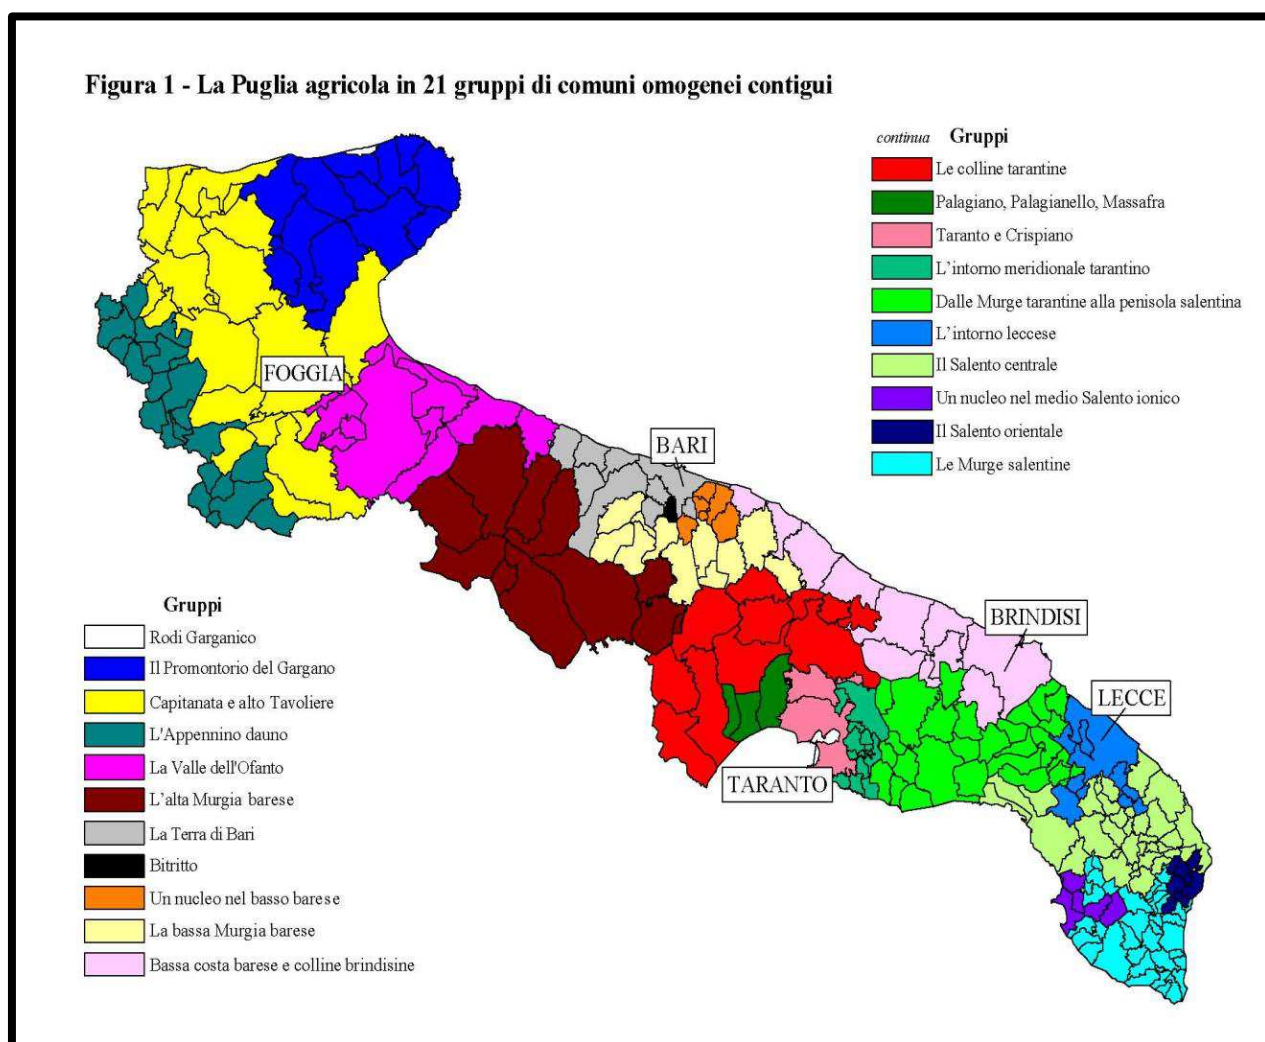 Figura 1 - La Puglia agricola in 21 gruppi di comuni omogenei contigui
continua Gruppi
Le colline tarantine
Palagiano, Palagianello, Massafra
Taranto e Crispiano
L'intorno meridionale tarantino
Dalle Murge tarantine alla penisola salentina
L'intorno leccese
Il Salento centrale
Un nucleo nel medio Salento ionico
Il Salento orientale
Le Murge salentine
FOGGIA
BARI
BRINDISI
LECCE
TARANTO
Gruppi
Rodi Garganico
Il Promontorio del Gargano
Capitanata e alto Tavoliere
L'Appennino dauno
La Valle dell'Ofanto
L'alta Murgia barese
La Terra di Bari
Bitritto
Un nucleo nel basso barese
La bassa Murgia barese
Bassa costa barese e colline brindisine